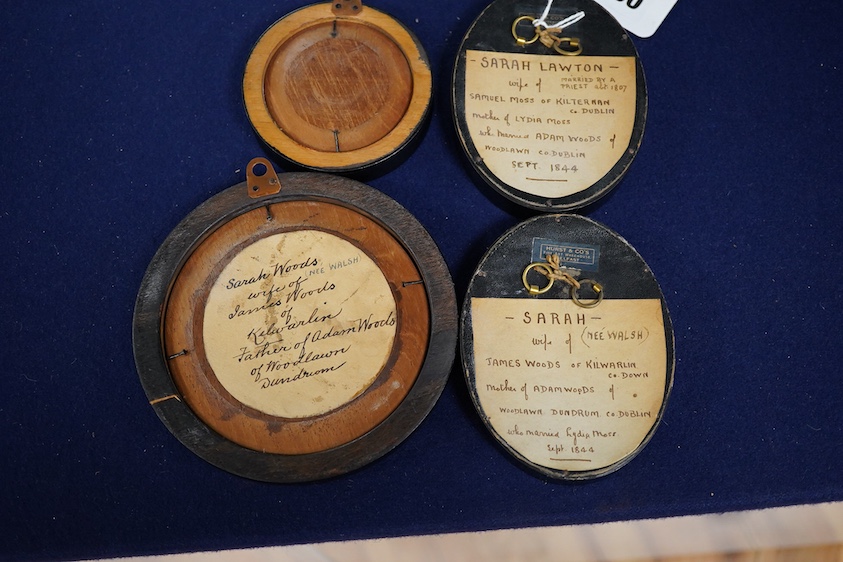 - SARAH LAWTON -
wife of MARRIED BY A
PRIEST abt. 1807
SAMUEL MOSS OF KILTERNAN
CO. DUBLIN
Mother of LYDIA MOSS
who married ADAM WOODS of
WOODLAWN CO. DUBLIN
SEPT. 1844
Sarah Woods
wife of NEE WALSH
James Woods
of
Kilwarlin
Father of Adam Woods
of Woodlawn
Dundrum
HURST & CO'S
BELFAST
- SARAH -
wife of (NEÉ WALSH)
JAMES WOODS OF KILWARLIN
CO. DOWN
Mother of ADAM WOODS of
WOODLAWN DUNDRUM CO DUBLIN
who married Lydia Moss
Sept. 1844